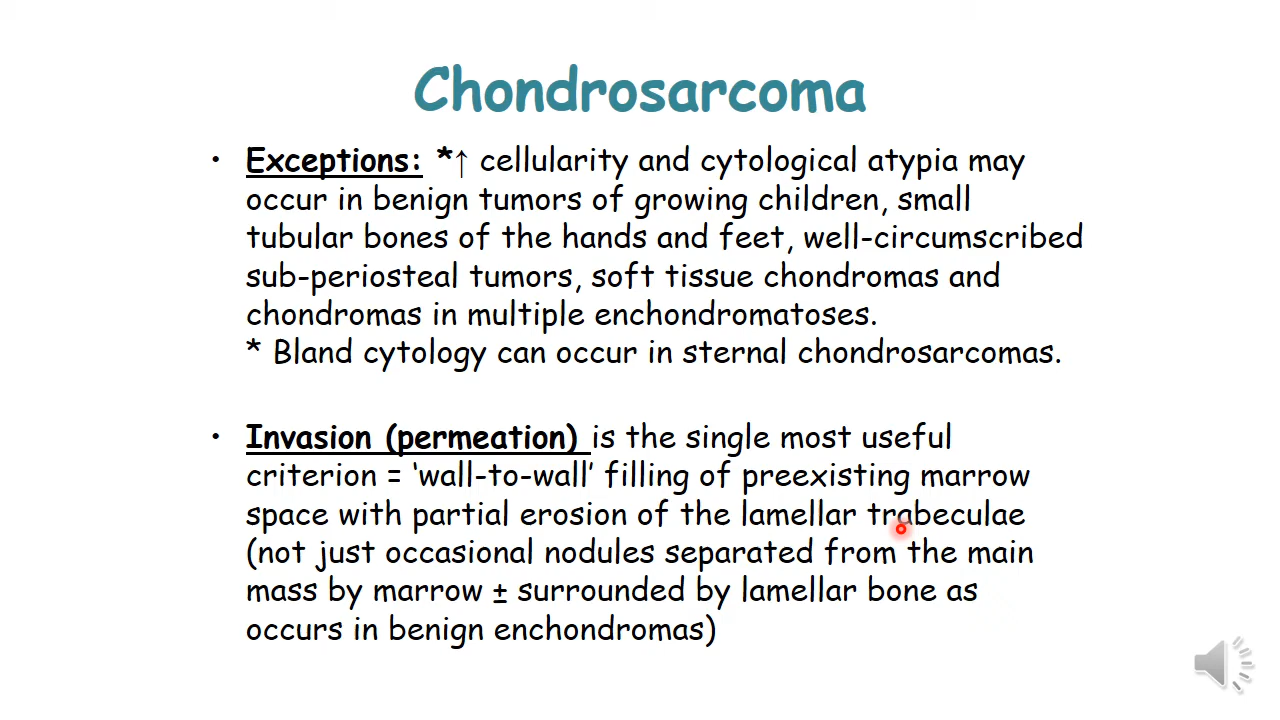 Chondrosarcoma
• Exceptions: *↑ cellularity and cytological atypia may
occur in benign tumors of growing children, small
tubular bones of the hands and feet, well-circumscribed
sub-periosteal tumors, soft tissue chondromas and
chondromas in multiple enchondromatoses.
* Bland cytology can occur in sternal chondrosarcomas.
• Invasion (permeation) is the single most useful
criterion = ‘wall-to-wall’ filling of preexisting marrow
space with partial erosion of the lamellar trabeculae
(not just occasional nodules separated from the main
mass by marrow ± surrounded by lamellar bone as
occurs in benign enchondromas)